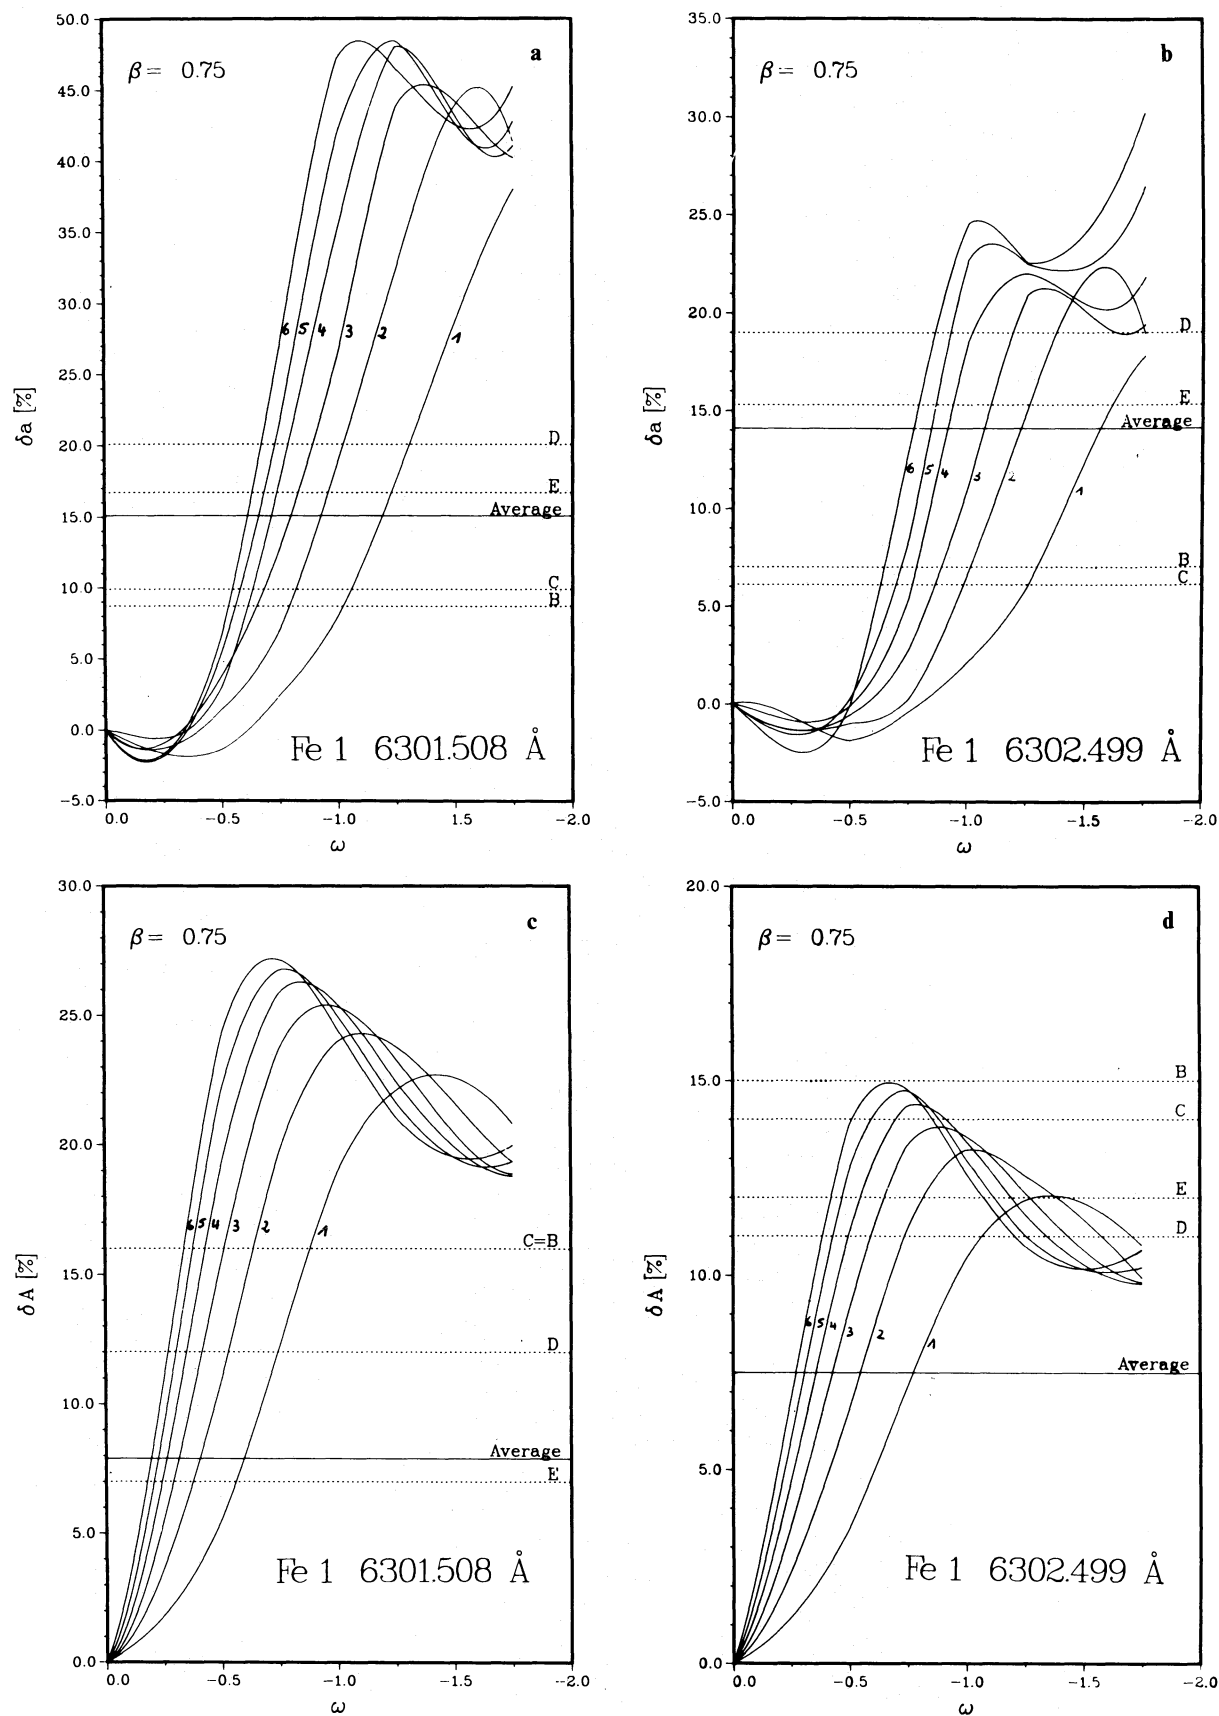 50.0
a
β = 0.75
45.0
40.0
35.0
30.0
6 5 4 3 2 1
25.0
δa [%]
20.0
D
E
15.0
Average
10.0
C
B
5.0
0.0
Fe 1 6301.508 Å
-5.0
0.0 -0.5 -1.0 1.5 -2.0
ω
35.0
b
β = 0.75
30.0
25.0
20.0
D
E
δa [%]
15.0
Average
6 5 4 3 2 1
10.0
B
C
5.0
0.0
Fe 1 6302.499 Å
-5.0
0.0 -0.5 -1.0 -1.5 -2.0
ω
30.0
c
β = 0.75
25.0
20.0
6 5 4 3 2 1
C=B
15.0
δA [%]
D
10.0
Average
E
5.0
Fe 1 6301.508 Å
0.0
0.0 -0.5 -1.0 -1.5 -2.0
ω
20.0
d
β = 0.75
15.0
B
C
E
D
10.0
δA [%]
6 5 4 3 2 1
Average
5.0
Fe 1 6302.499 Å
0.0
0.0 -0.5 -1.0 -1.5 -2.0
ω